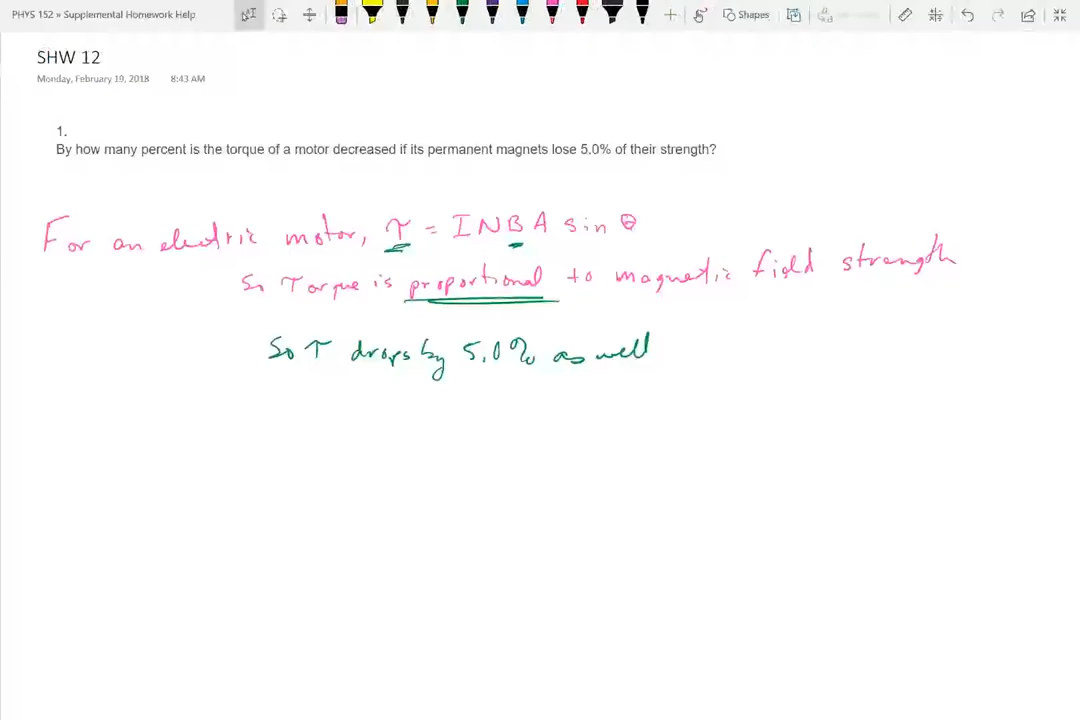 PHYS 152 » Supplemental Homework Help
Shapes
SHW 12
Monday, February 19, 2018 8:43 AM
1.
By how many percent is the torque of a motor decreased if its permanent magnets lose 5.0% of their strength?
For an electric motor, τ = INBA sin θ
So Torque is proportional to magnetic field strength
So τ drops by 5.0% as well